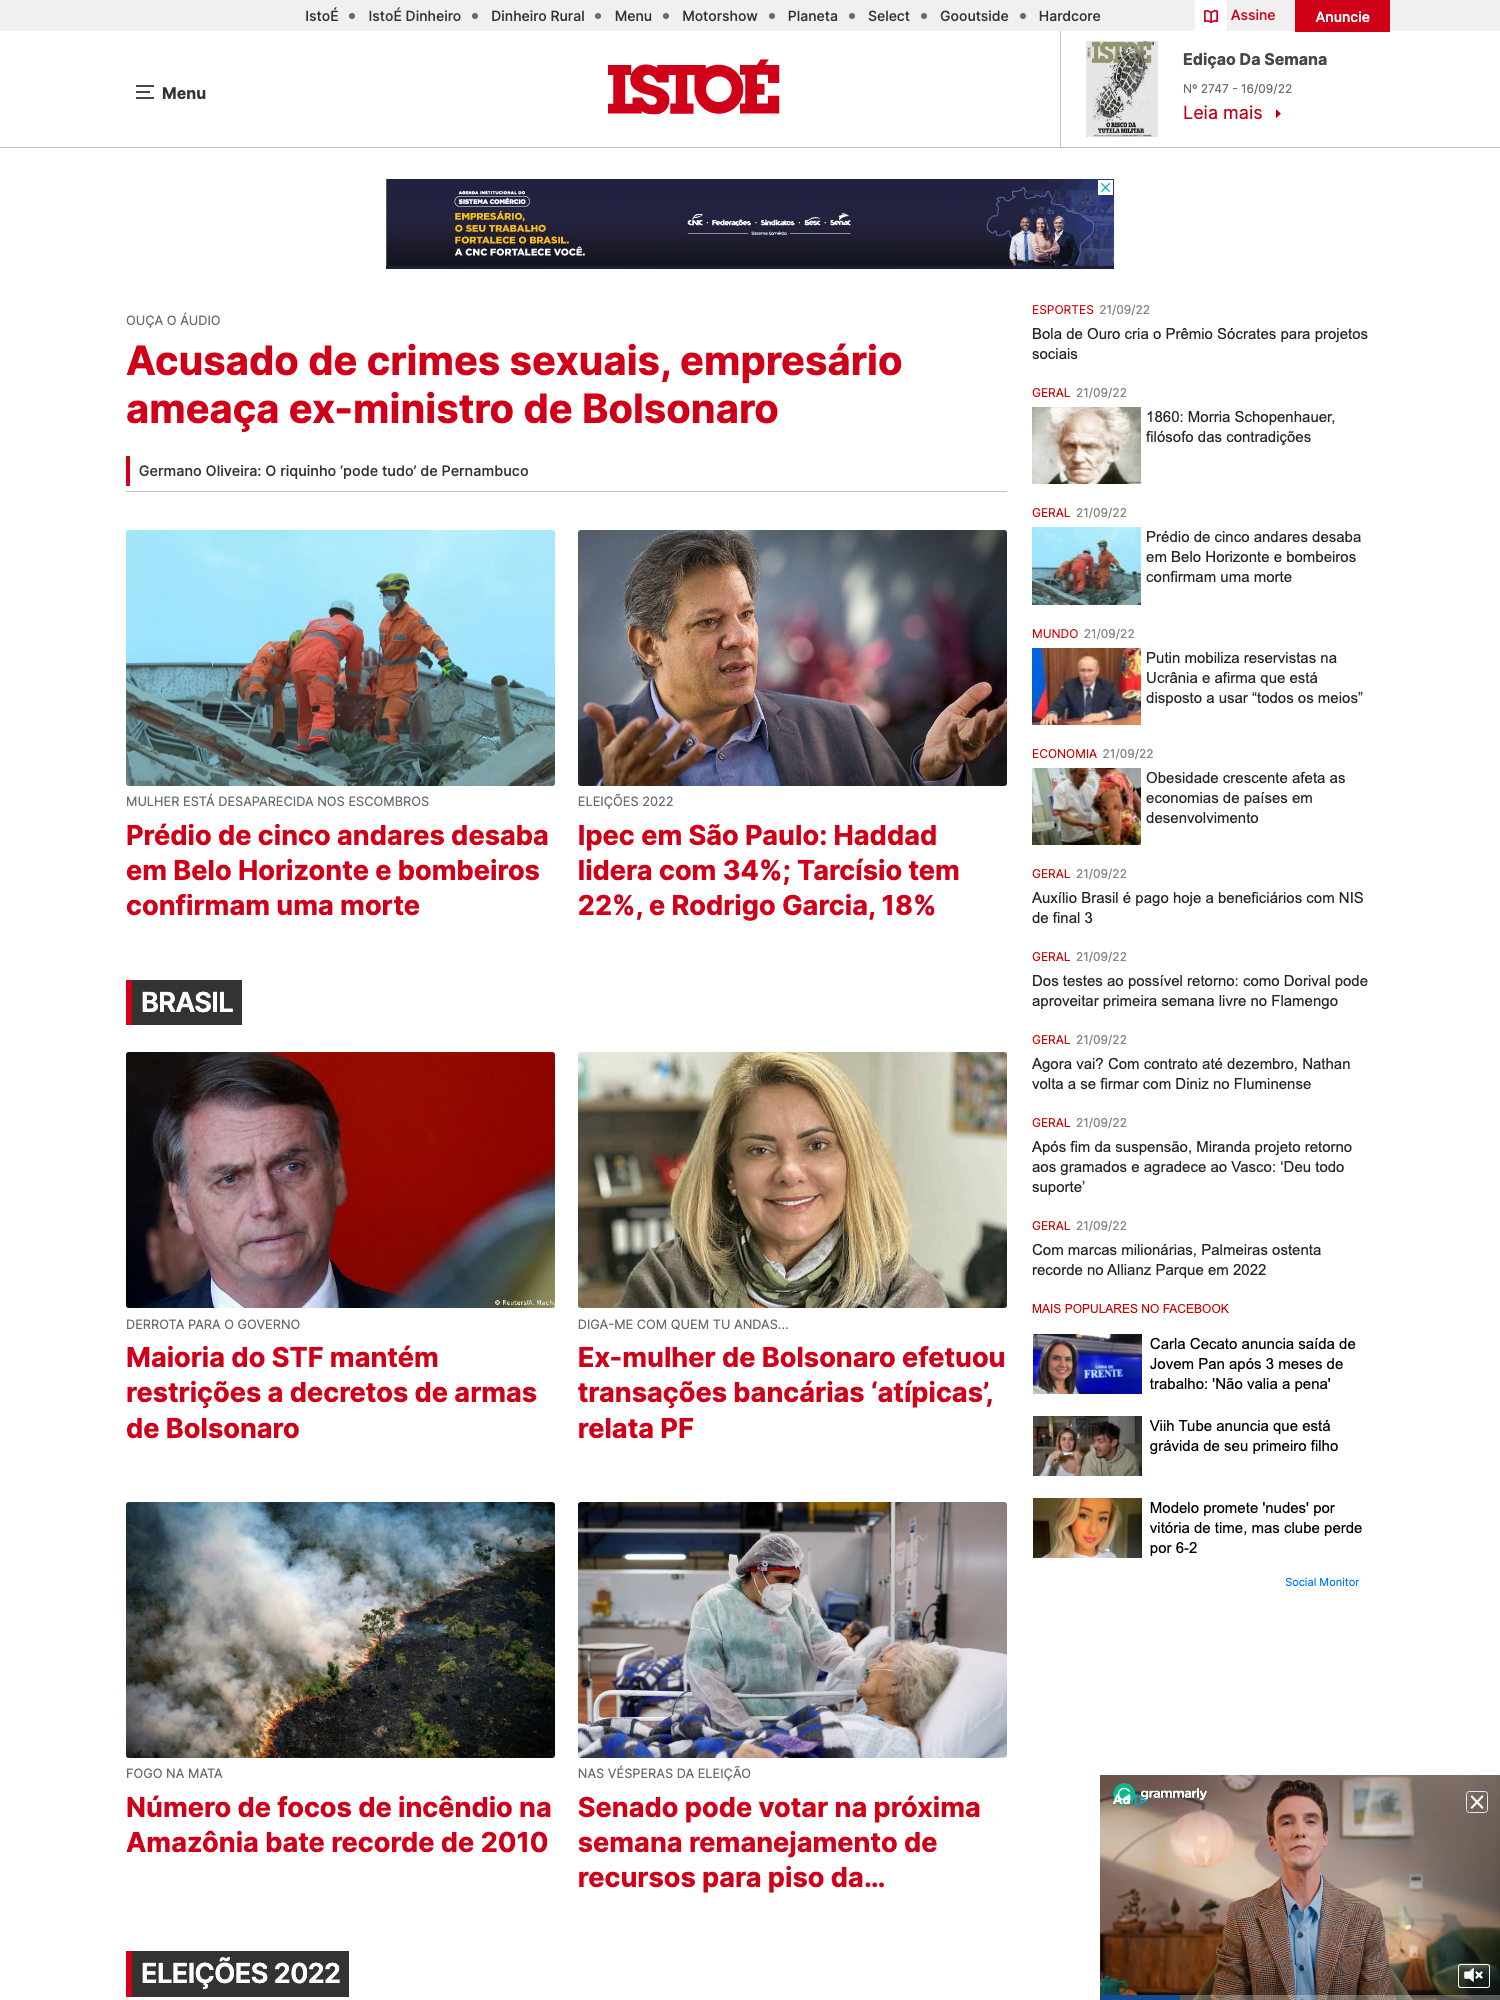 IstoÉ • IstoÉ Dinheiro • Dinheiro Rural • Menu • Motorshow • Planeta • Select • Gooutside • Hardcore
Assine
Anuncie
Menu
ISTOÉ
ISTOÉ
O RISCO DA
TUTELA MILITAR
Ediçao Da Semana
Nº 2747 - 16/09/22
Leia mais
AGENDA INSTITUCIONAL DO
SISTEMA COMÉRCIO
EMPRESÁRIO,
O SEU TRABALHO
FORTALECE O BRASIL.
A CNC FORTALECE VOCÊ.
CNC · Federações · Sindicatos · Sesc · Senac
Sistema Comércio
OUÇA O ÁUDIO
Acusado de crimes sexuais, empresário
ameaça ex-ministro de Bolsonaro
Germano Oliveira: O riquinho ‘pode tudo’ de Pernambuco
MULHER ESTÁ DESAPARECIDA NOS ESCOMBROS
Prédio de cinco andares desaba
em Belo Horizonte e bombeiros
confirmam uma morte
ELEIÇÕES 2022
Ipec em São Paulo: Haddad
lidera com 34%; Tarcísio tem
22%, e Rodrigo Garcia, 18%
BRASIL
© Reuters/A. Macha
DERROTA PARA O GOVERNO
Maioria do STF mantém
restrições a decretos de armas
de Bolsonaro
DIGA-ME COM QUEM TU ANDAS...
Ex-mulher de Bolsonaro efetuou
transações bancárias ‘atípicas’,
relata PF
FOGO NA MATA
Número de focos de incêndio na
Amazônia bate recorde de 2010
NAS VÉSPERAS DA ELEIÇÃO
Senado pode votar na próxima
semana remanejamento de
recursos para piso da...
ELEIÇÕES 2022
ESPORTES 21/09/22
Bola de Ouro cria o Prêmio Sócrates para projetos
sociais
GERAL 21/09/22
1860: Morria Schopenhauer,
filósofo das contradições
GERAL 21/09/22
Prédio de cinco andares desaba
em Belo Horizonte e bombeiros
confirmam uma morte
MUNDO 21/09/22
Putin mobiliza reservistas na
Ucrânia e afirma que está
disposto a usar “todos os meios”
ECONOMIA 21/09/22
Obesidade crescente afeta as
economias de países em
desenvolvimento
GERAL 21/09/22
Auxílio Brasil é pago hoje a beneficiários com NIS
de final 3
GERAL 21/09/22
Dos testes ao possível retorno: como Dorival pode
aproveitar primeira semana livre no Flamengo
GERAL 21/09/22
Agora vai? Com contrato até dezembro, Nathan
volta a se firmar com Diniz no Fluminense
GERAL 21/09/22
Após fim da suspensão, Miranda projeto retorno
aos gramados e agradece ao Vasco: ‘Deu todo
suporte’
GERAL 21/09/22
Com marcas milionárias, Palmeiras ostenta
recorde no Allianz Parque em 2022
MAIS POPULARES NO FACEBOOK
FRENTE
Carla Cecato anuncia saída de
Jovem Pan após 3 meses de
trabalho: 'Não valia a pena'
Viih Tube anuncia que está
grávida de seu primeiro filho
Modelo promete 'nudes' por
vitória de time, mas clube perde
por 6-2
Social Monitor
Ad grammarly